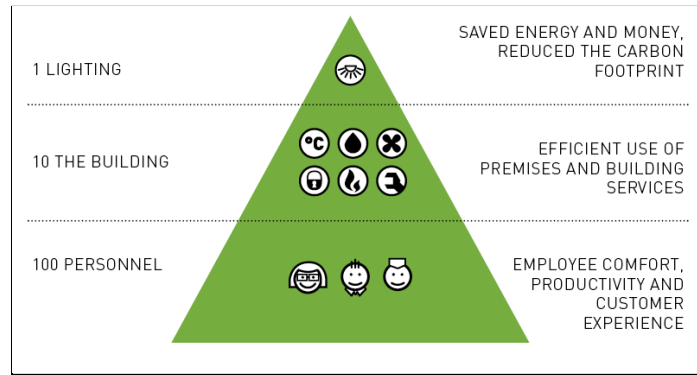 1 LIGHTING
SAVED ENERGY AND MONEY,
REDUCED THE CARBON
FOOTPRINT
°C
10 THE BUILDING
EFFICIENT USE OF
PREMISES AND BUILDING
SERVICES
100 PERSONNEL
EMPLOYEE COMFORT,
PRODUCTIVITY AND
CUSTOMER
EXPERIENCE